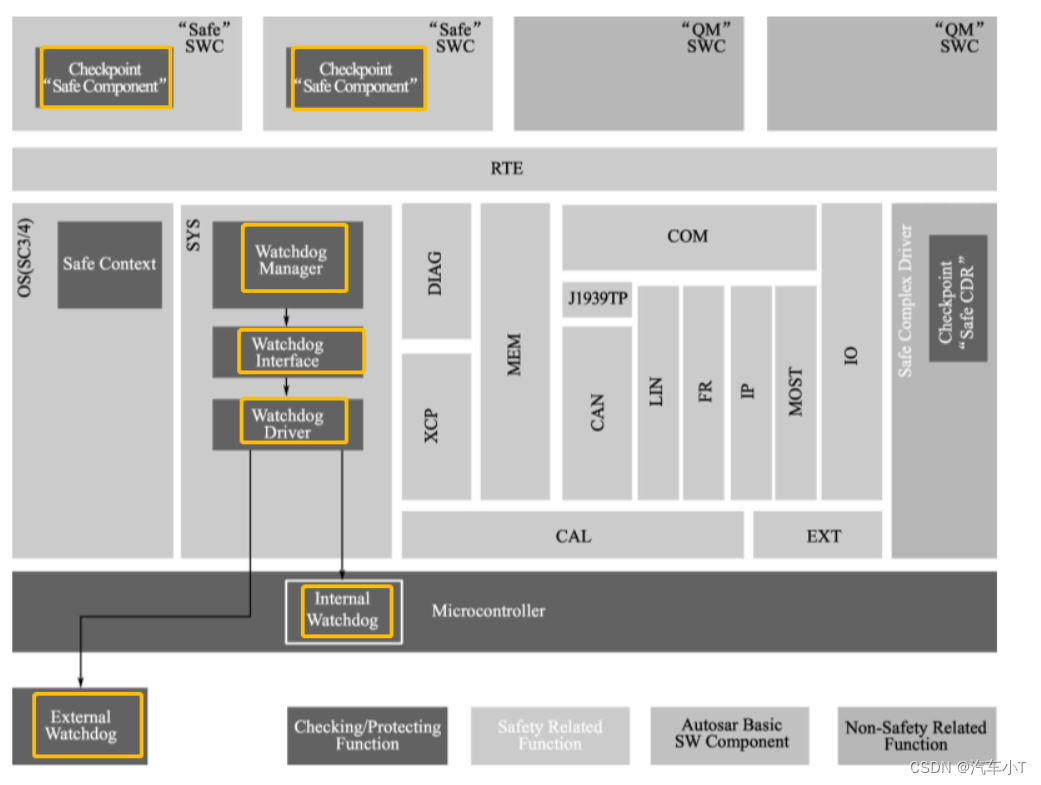 “Safe”
SWC
Checkpoint
“Safe Component”
“Safe”
SWC
Checkpoint
“Safe Component”
“QM”
SWC
“QM”
SWC
RTE
OS(SC3/4)
Safe Context
SYS
Watchdog
Manager
Watchdog
Interface
Watchdog
Driver
DIAG
XCP
MEM
COM
J1939TP
CAN
LIN
FR
IP
MOST
IO
Safe Complex Driver
Checkpoint
“Safe CDR”
CAL
EXT
Internal
Watchdog
Microcontroller
External
Watchdog
Checking/Protecting
Function
Safety Related
Function
Autosar Basic
SW Component
Non-Safety Related
Function
CSDN @汽车小T